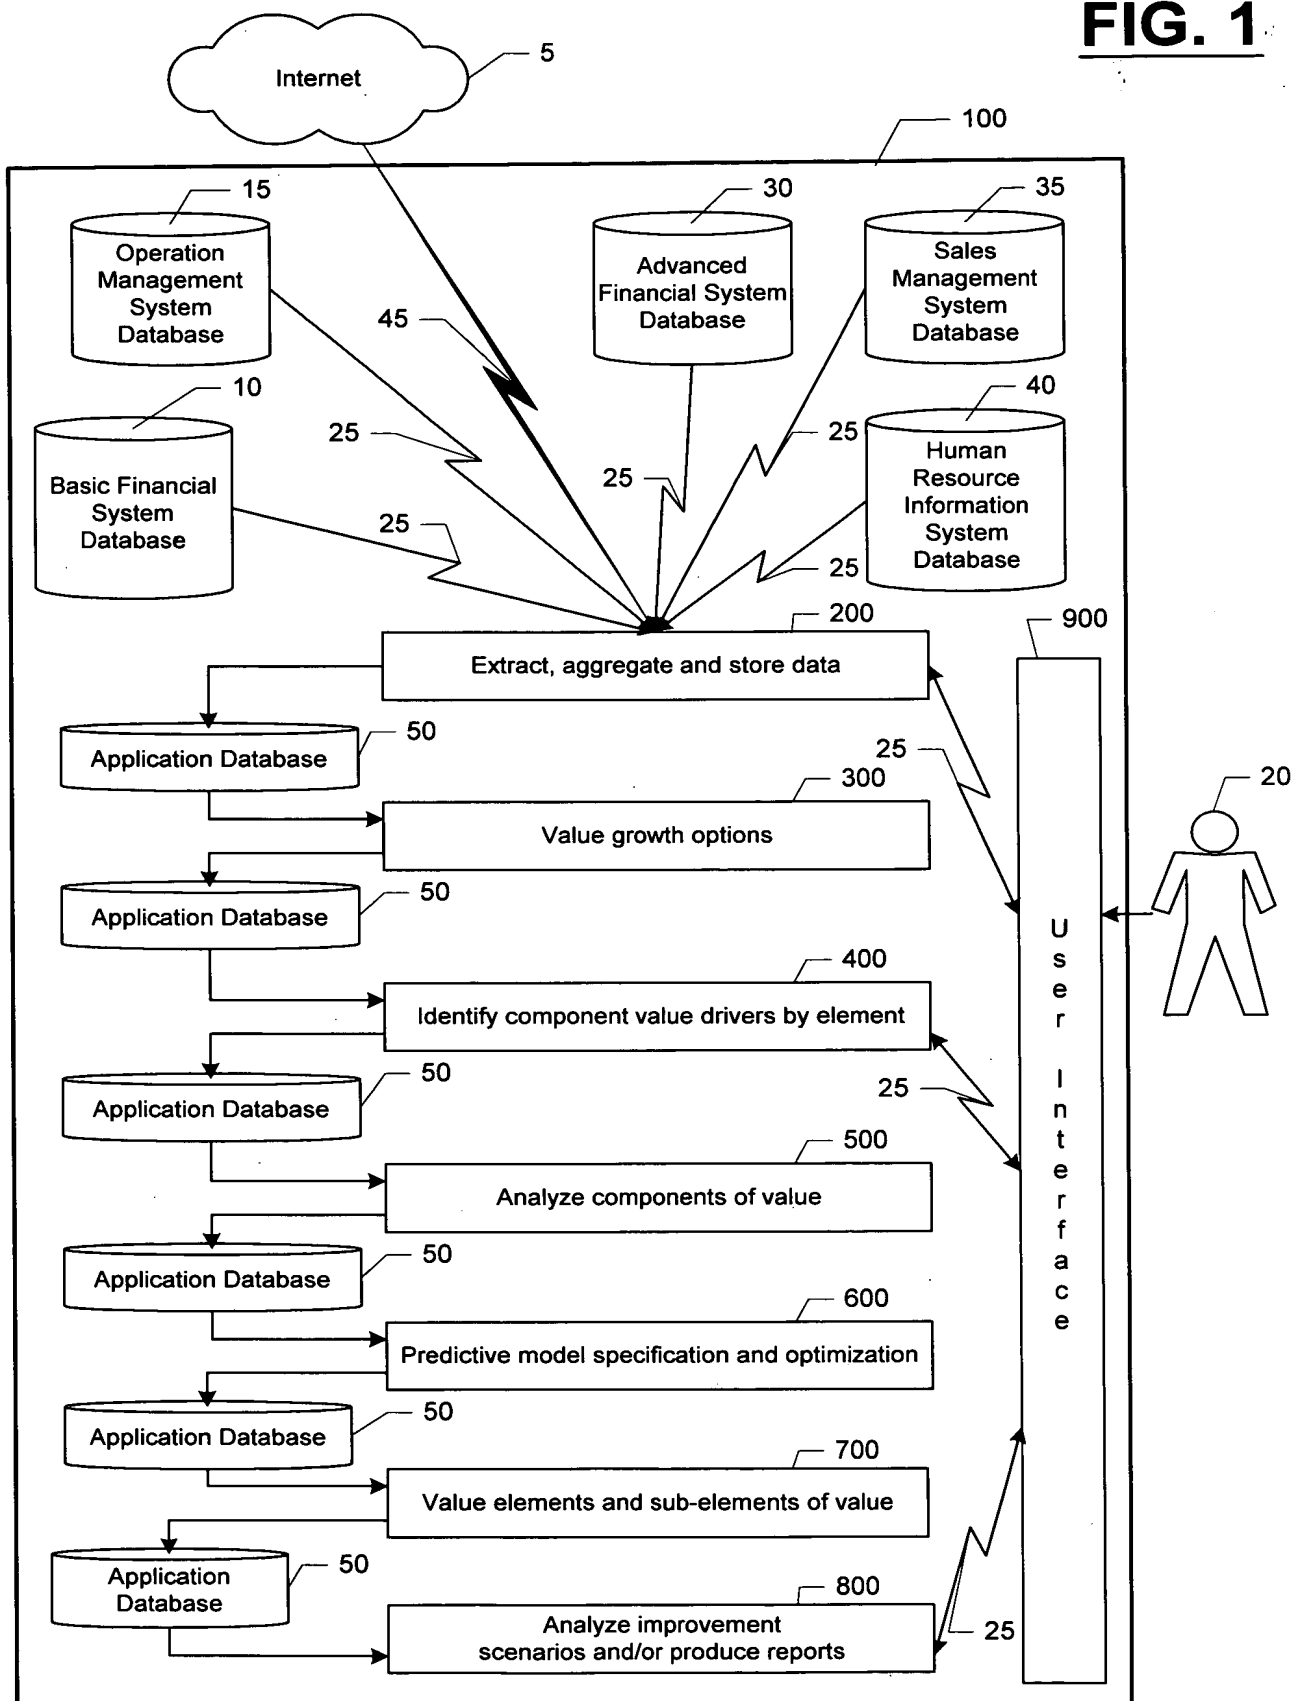 FIG. 1
Internet
5
100
15
Operation
Management
System
Database
30
Advanced
Financial System
Database
35
Sales
Management
System
Database
45
10
Basic Financial
System
Database
25
25
25
25
25
40
Human
Resource
Information
System
Database
200
Extract, aggregate and store data
900
User Interface
50
Application Database
25
300
Value growth options
20
50
Application Database
400
Identify component value drivers by element
50
Application Database
25
500
Analyze components of value
50
Application Database
600
Predictive model specification and optimization
50
Application Database
700
Value elements and sub-elements of value
50
Application
Database
800
Analyze improvement
scenarios and/or produce reports
25